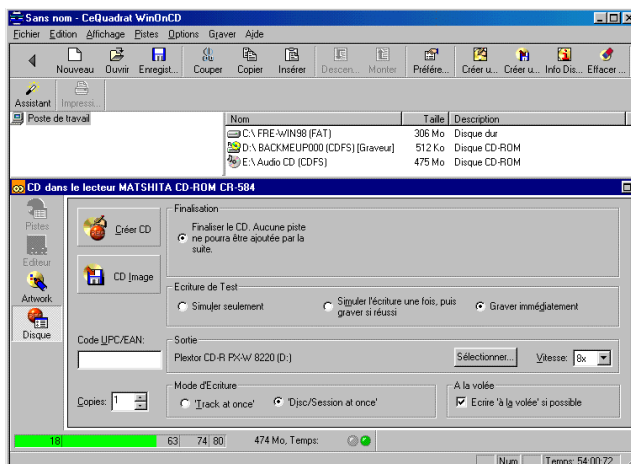 Sans nom - CeQuadrat WinOnCD
Fichier Edition Affichage Pistes Options Graver Aide
Nouveau Ouvrir Enregist... Couper Copier Insérer Descen... Monter Préfére... Créer u... Créer u... Info Dis... Effacer ...
Assistant Impressi...
Poste de travail
Nom Taille Description
C:\ FRE-WIN98 (FAT) 306 Mo Disque dur
D:\ BACKMEUP000 (CDFS) [Graveur] 512 Ko Disque CD-ROM
E:\ Audio CD (CDFS) 475 Mo Disque CD-ROM
CD dans le lecteur MATSHITA CD-ROM CR-584
Pistes
Editeur
Artwork
Disque
Créer CD
CD Image
Finalisation
Finaliser le CD. Aucune piste
ne pourra être ajoutée par la
suite.
Ecriture de Test
Simuler seulement
Simuler l'écriture une fois, puis
graver si réussi
Graver immédiatement
Code UPC/EAN:
Sortie
Plextor CD-R PX-W 8220 (D:)
Sélectionner...
Vitesse: 8x
Copies: 1
Mode d'Ecriture
'Track at once'
'Disc/Session at once'
A la volée
Ecrire 'à la volée' si possible
18 63 74 80 474 Mo, Temps:
Num Temps: 54:00:72